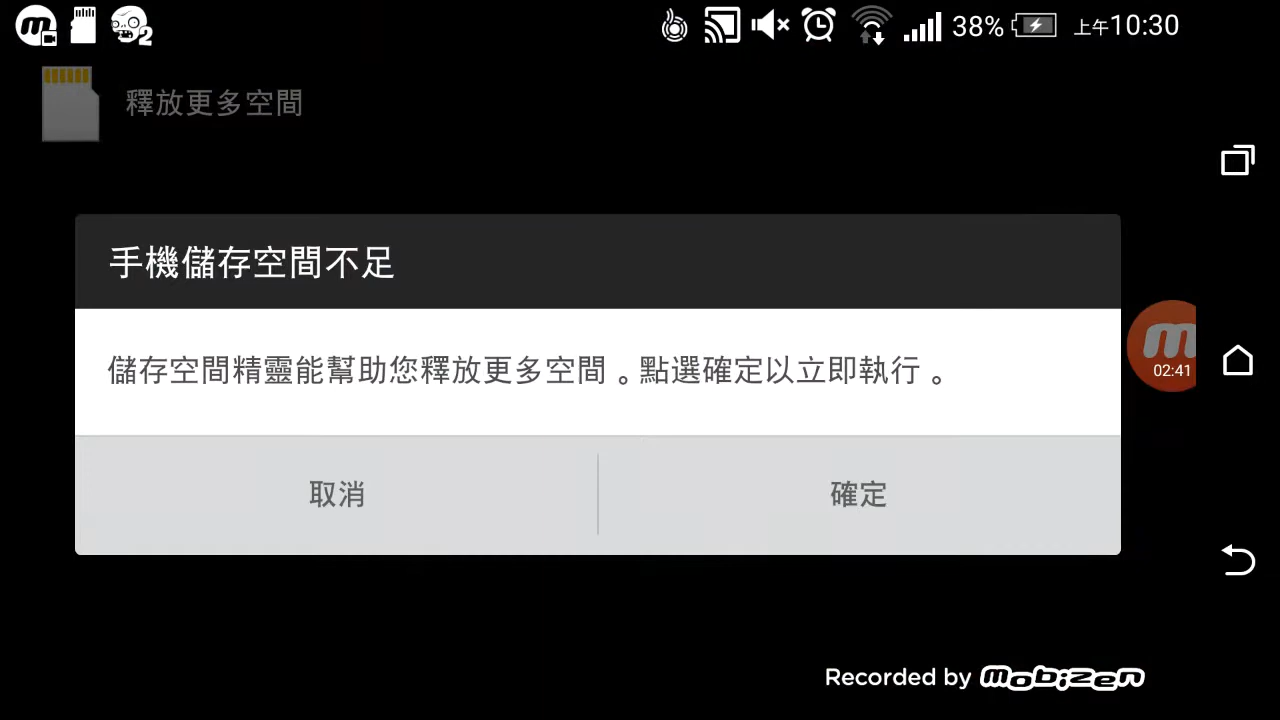 2
38%
上午10:30
釋放更多空間
手機儲存空間不足
儲存空間精靈能幫助您釋放更多空間。點選確定以立即執行。
02:41
取消
確定
Recorded by mobizen